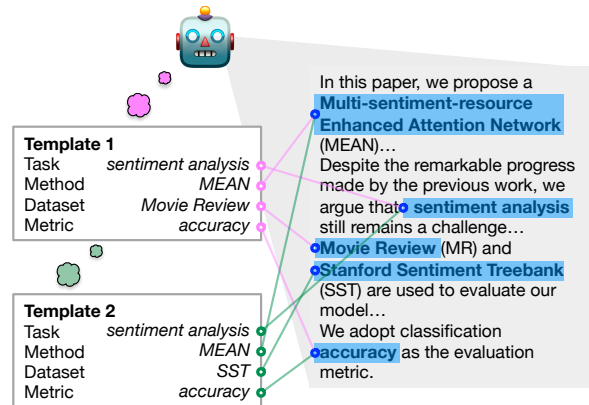 In this paper, we propose a
Multi-sentiment-resource
Enhanced Attention Network
(MEAN)...
Despite the remarkable progress
made by the previous work, we
argue that sentiment analysis
still remains a challenge...
Movie Review (MR) and
Stanford Sentiment Treebank
(SST) are used to evaluate our
model...
We adopt classification
accuracy as the evaluation
metric.
Template 1
Task sentiment analysis
Method MEAN
Dataset Movie Review
Metric accuracy
Template 2
Task sentiment analysis
Method MEAN
Dataset SST
Metric accuracy